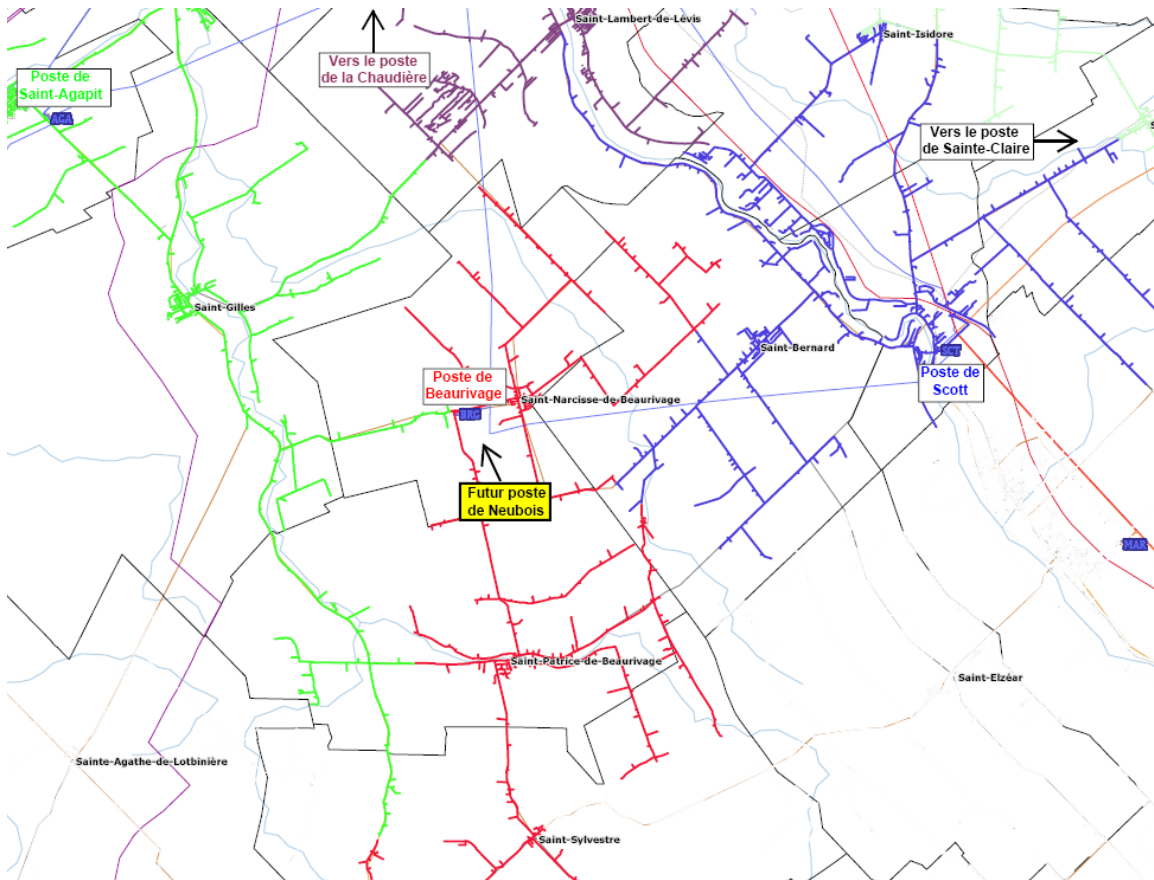 Saint-Lambert-de-Lévis
Saint-Isidore
Vers le poste
de la Chaudière
Poste de
Saint-Agapit
AGA
Vers le poste
de Sainte-Claire
S
Saint-Gilles
Saint-Bernard
SCT
Poste de
Scott
Poste de
Beaurivage
Saint-Narcisse-de-Beaurivage
BRG
Futur poste
de Neubois
MAR
Saint-Patrice-de-Beaurivage
Saint-Elzéar
Sainte-Agathe-de-Lotbinière
Saint-Sylvestre